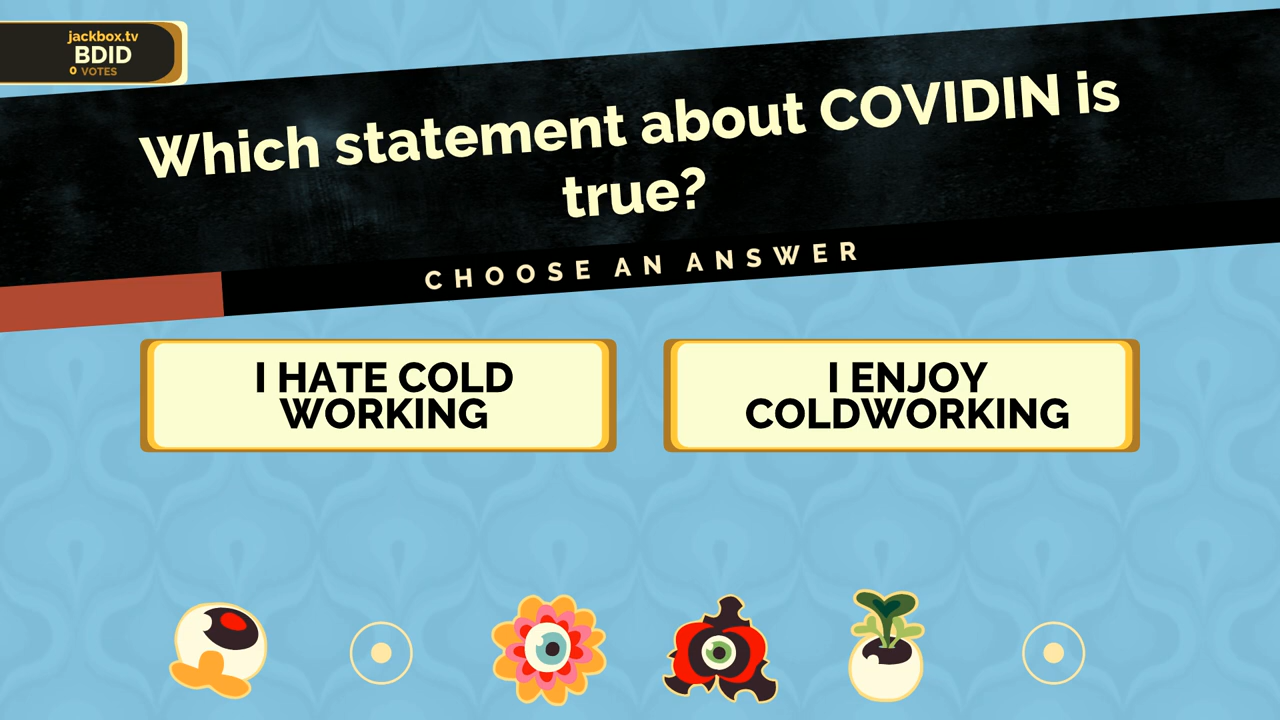 jackbox.tv
BDID
0 VOTES
Which statement about COVIDIN is
true?
CHOOSE AN ANSWER
I HATE COLD
WORKING
I ENJOY
COLDWORKING